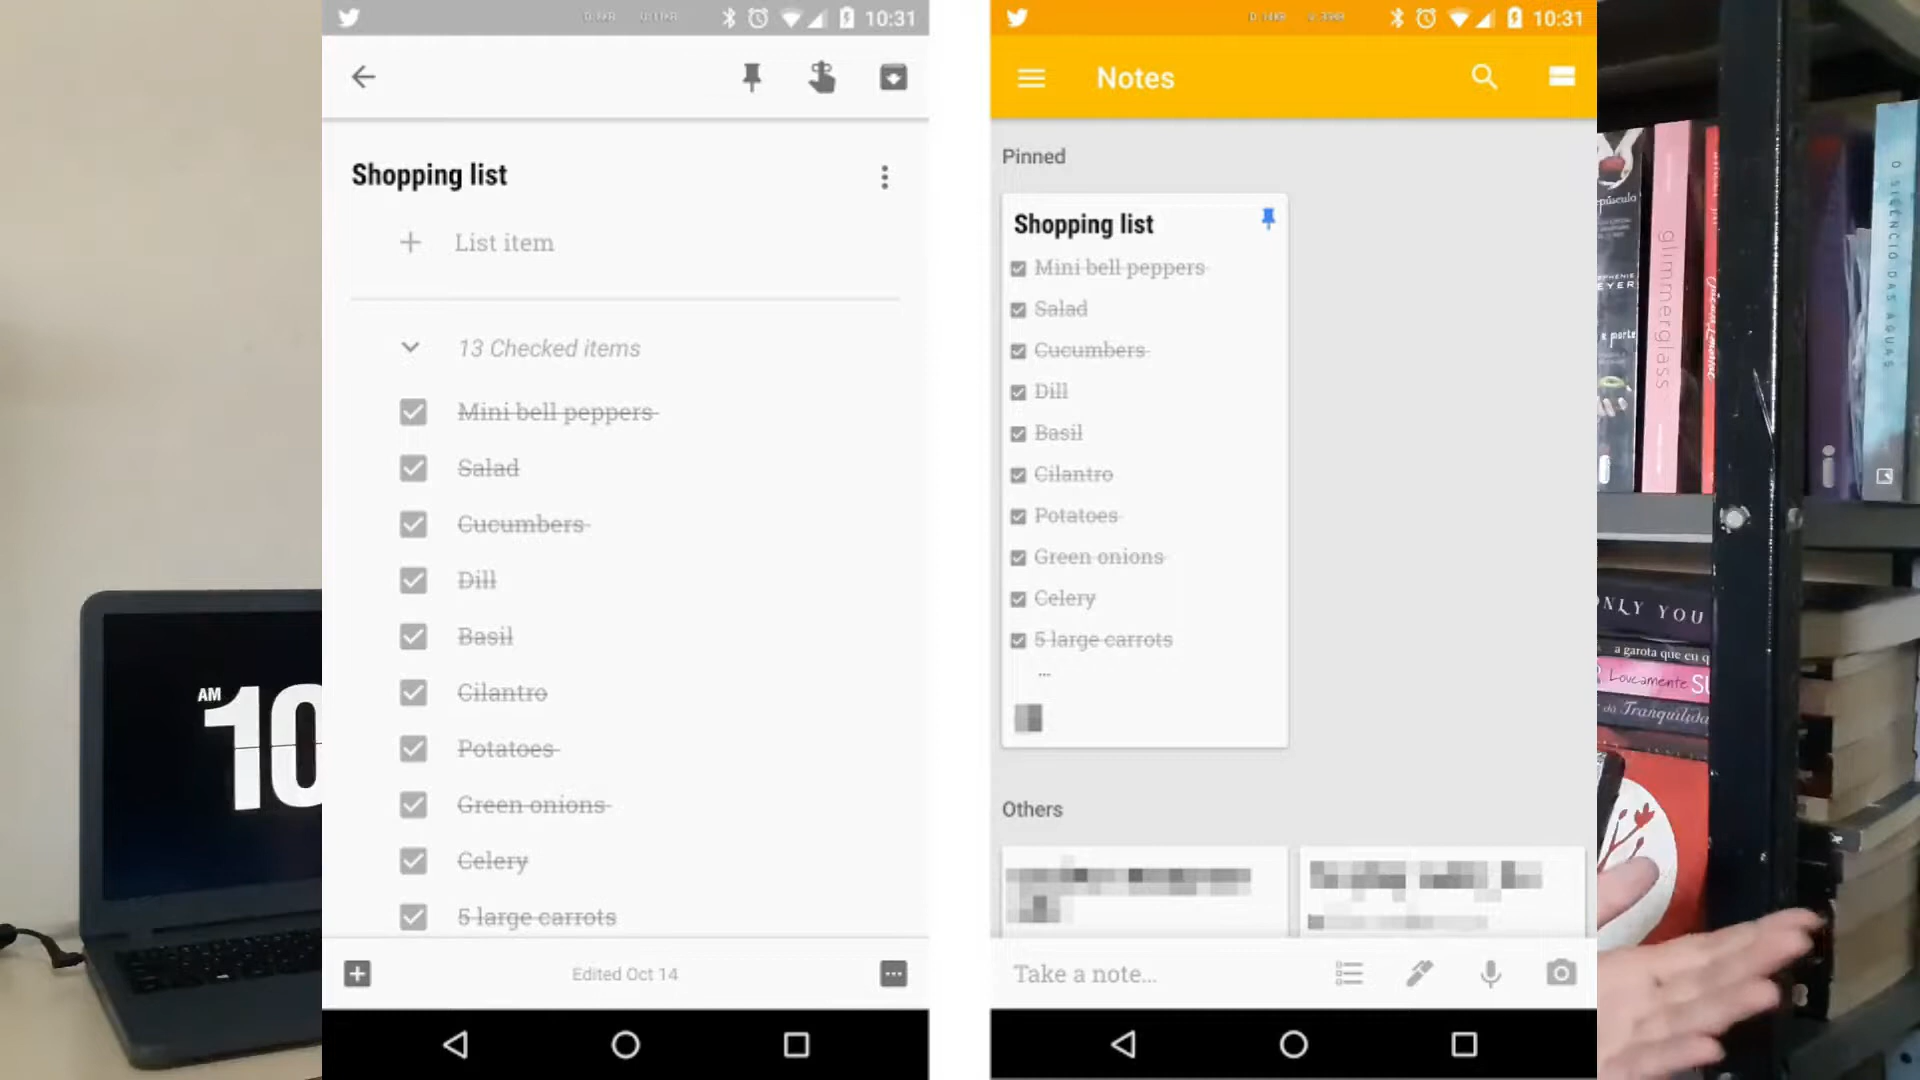 10:31
Shopping list
List item
13 Checked items
Mini bell peppers
Salad
Cucumbers
Dill
Basil
Cilantro
Potatoes
Green onions
Celery
5 large carrots
Edited Oct 14
10:31
Notes
Pinned
Shopping list
Mini bell peppers
Salad
Cucumbers
Dill
Basil
Cilantro
Potatoes
Green onions
Celery
5 large carrots
...
Others
Take a note...
AM
10
glimmerglass
O SILÊNCIO DAS ÁGUAS
ONLY YOU
a garota que eu
Loucamente